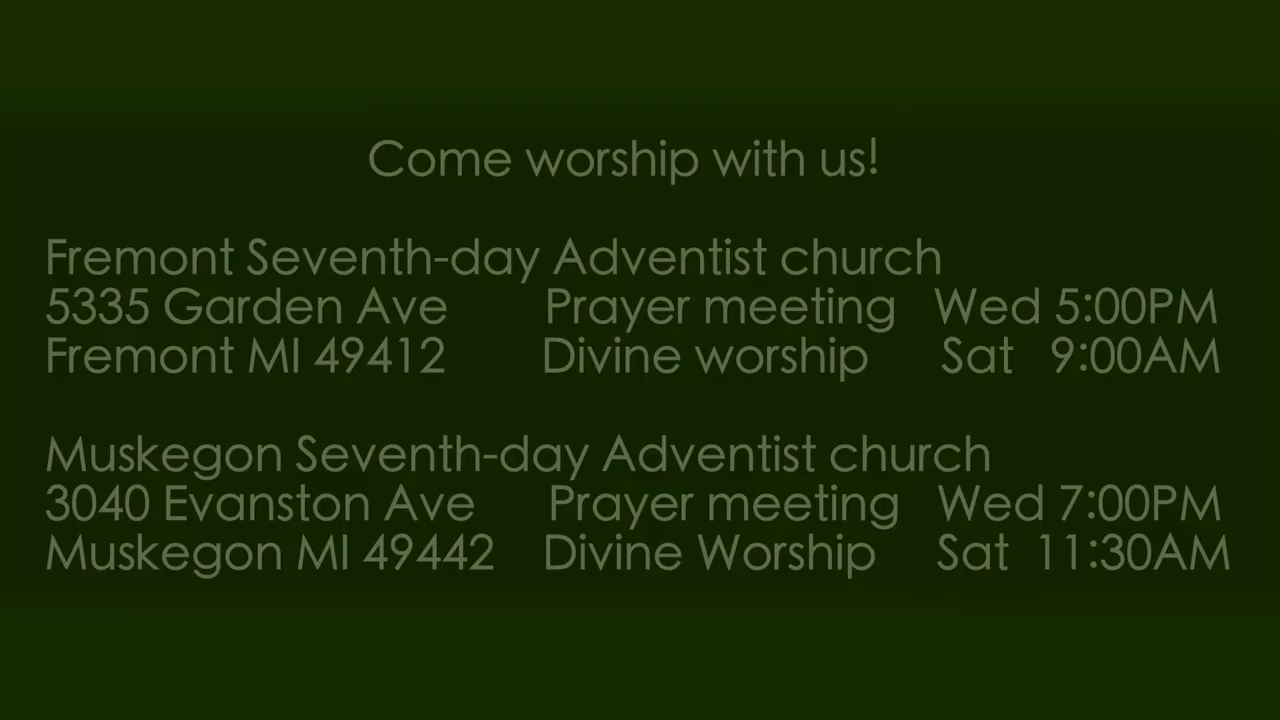 Come worship with us!
Fremont Seventh-day Adventist church
5335 Garden Ave Prayer meeting Wed 5:00PM
Fremont MI 49412 Divine worship Sat 9:00AM
Muskegon Seventh-day Adventist church
3040 Evanston Ave Prayer meeting Wed 7:00PM
Muskegon MI 49442 Divine Worship Sat 11:30AM